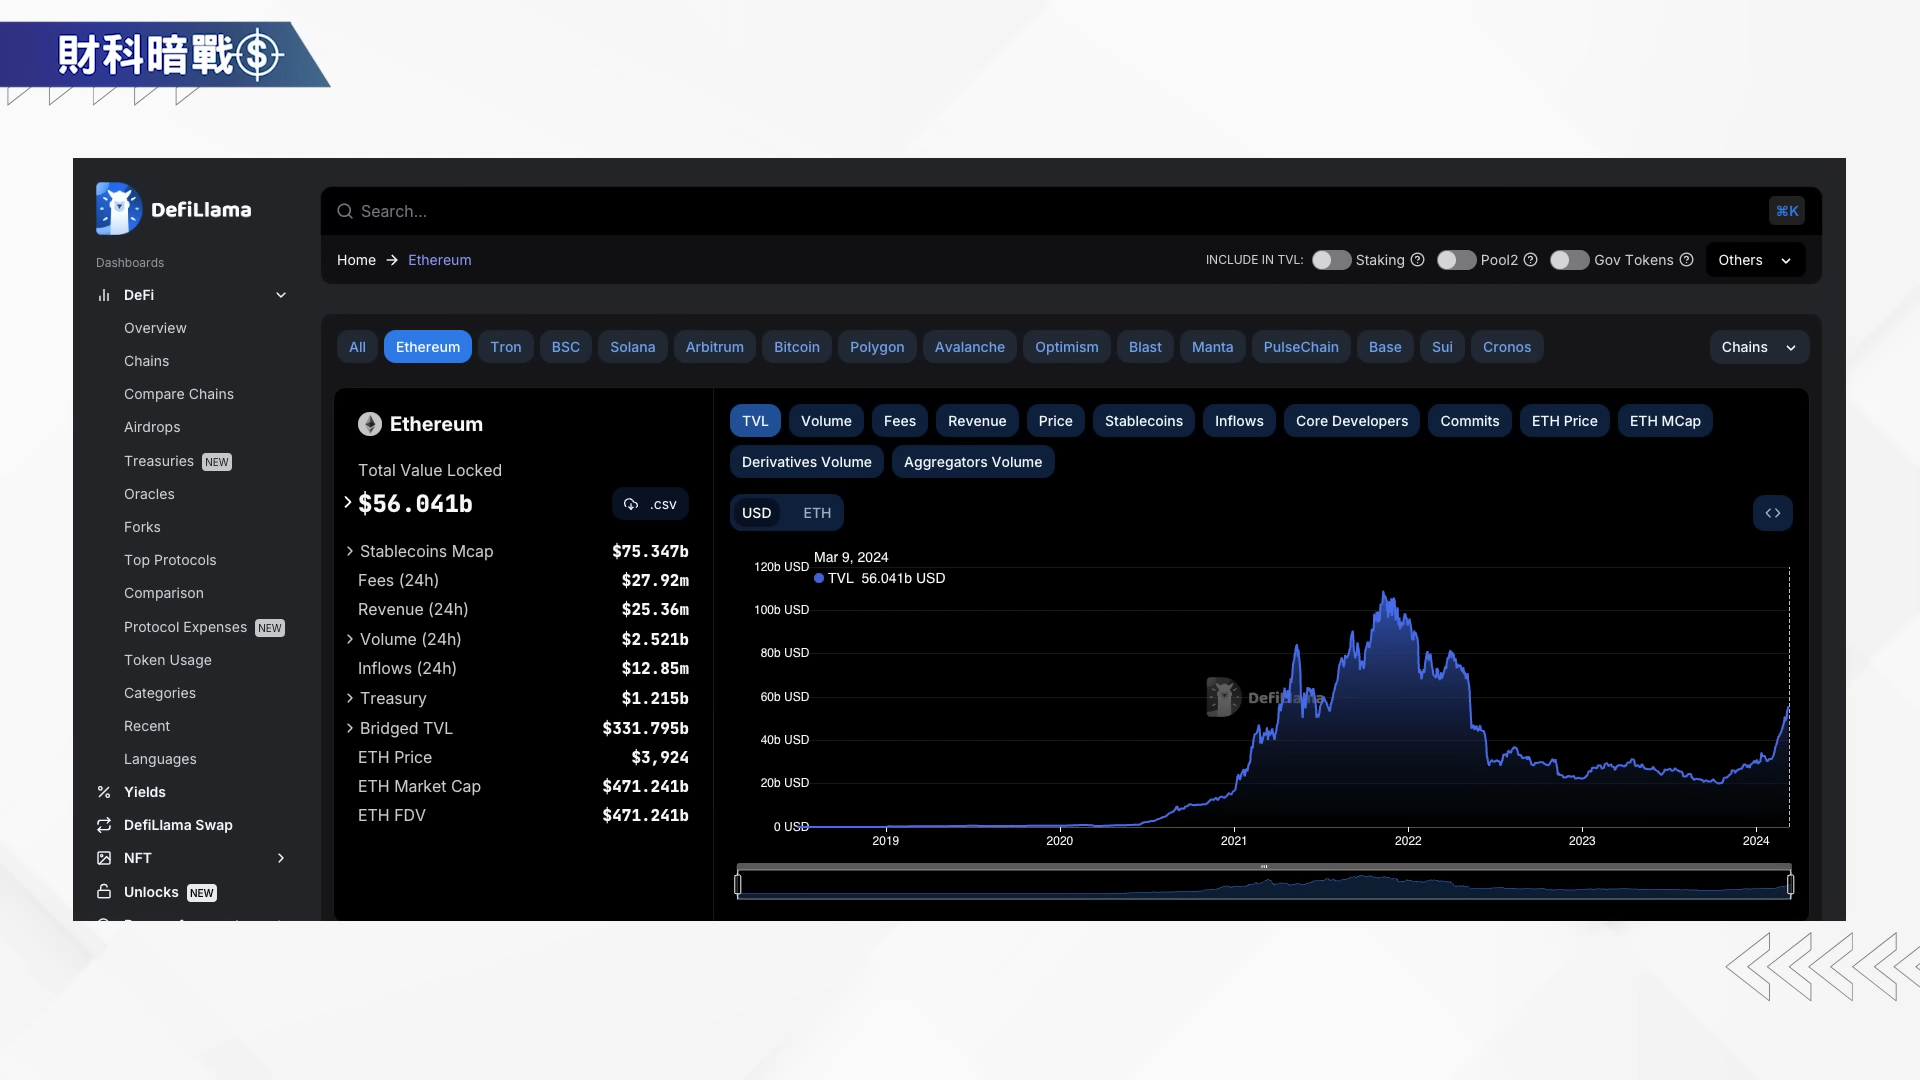 財科暗戰
DefiLlama
Search...
⌘K
Home → Ethereum
INCLUDE IN TVL: Staking Pool2 Gov Tokens Others
Dashboards
DeFi
Overview
Chains
Compare Chains
Airdrops
Treasuries NEW
Oracles
Forks
Top Protocols
Comparison
Protocol Expenses NEW
Token Usage
Categories
Recent
Languages
Yields
DefiLlama Swap
NFT
Unlocks NEW
All Ethereum Tron BSC Solana Arbitrum Bitcoin Polygon Avalanche Optimism Blast Manta PulseChain Base Sui Cronos Chains
Ethereum
Total Value Locked
$56.041b
.csv
Stablecoins Mcap $75.347b
Fees (24h) $27.92m
Revenue (24h) $25.36m
Volume (24h) $2.521b
Inflows (24h) $12.85m
Treasury $1.215b
Bridged TVL $331.795b
ETH Price $3,924
ETH Market Cap $471.241b
ETH FDV $471.241b
TVL Volume Fees Revenue Price Stablecoins Inflows Core Developers Commits ETH Price ETH MCap
Derivatives Volume Aggregators Volume
USD ETH
Mar 9, 2024
TVL 56.041b USD
120b USD
100b USD
80b USD
60b USD
40b USD
20b USD
0 USD
DefiLlama
2019 2020 2021 2022 2023 2024